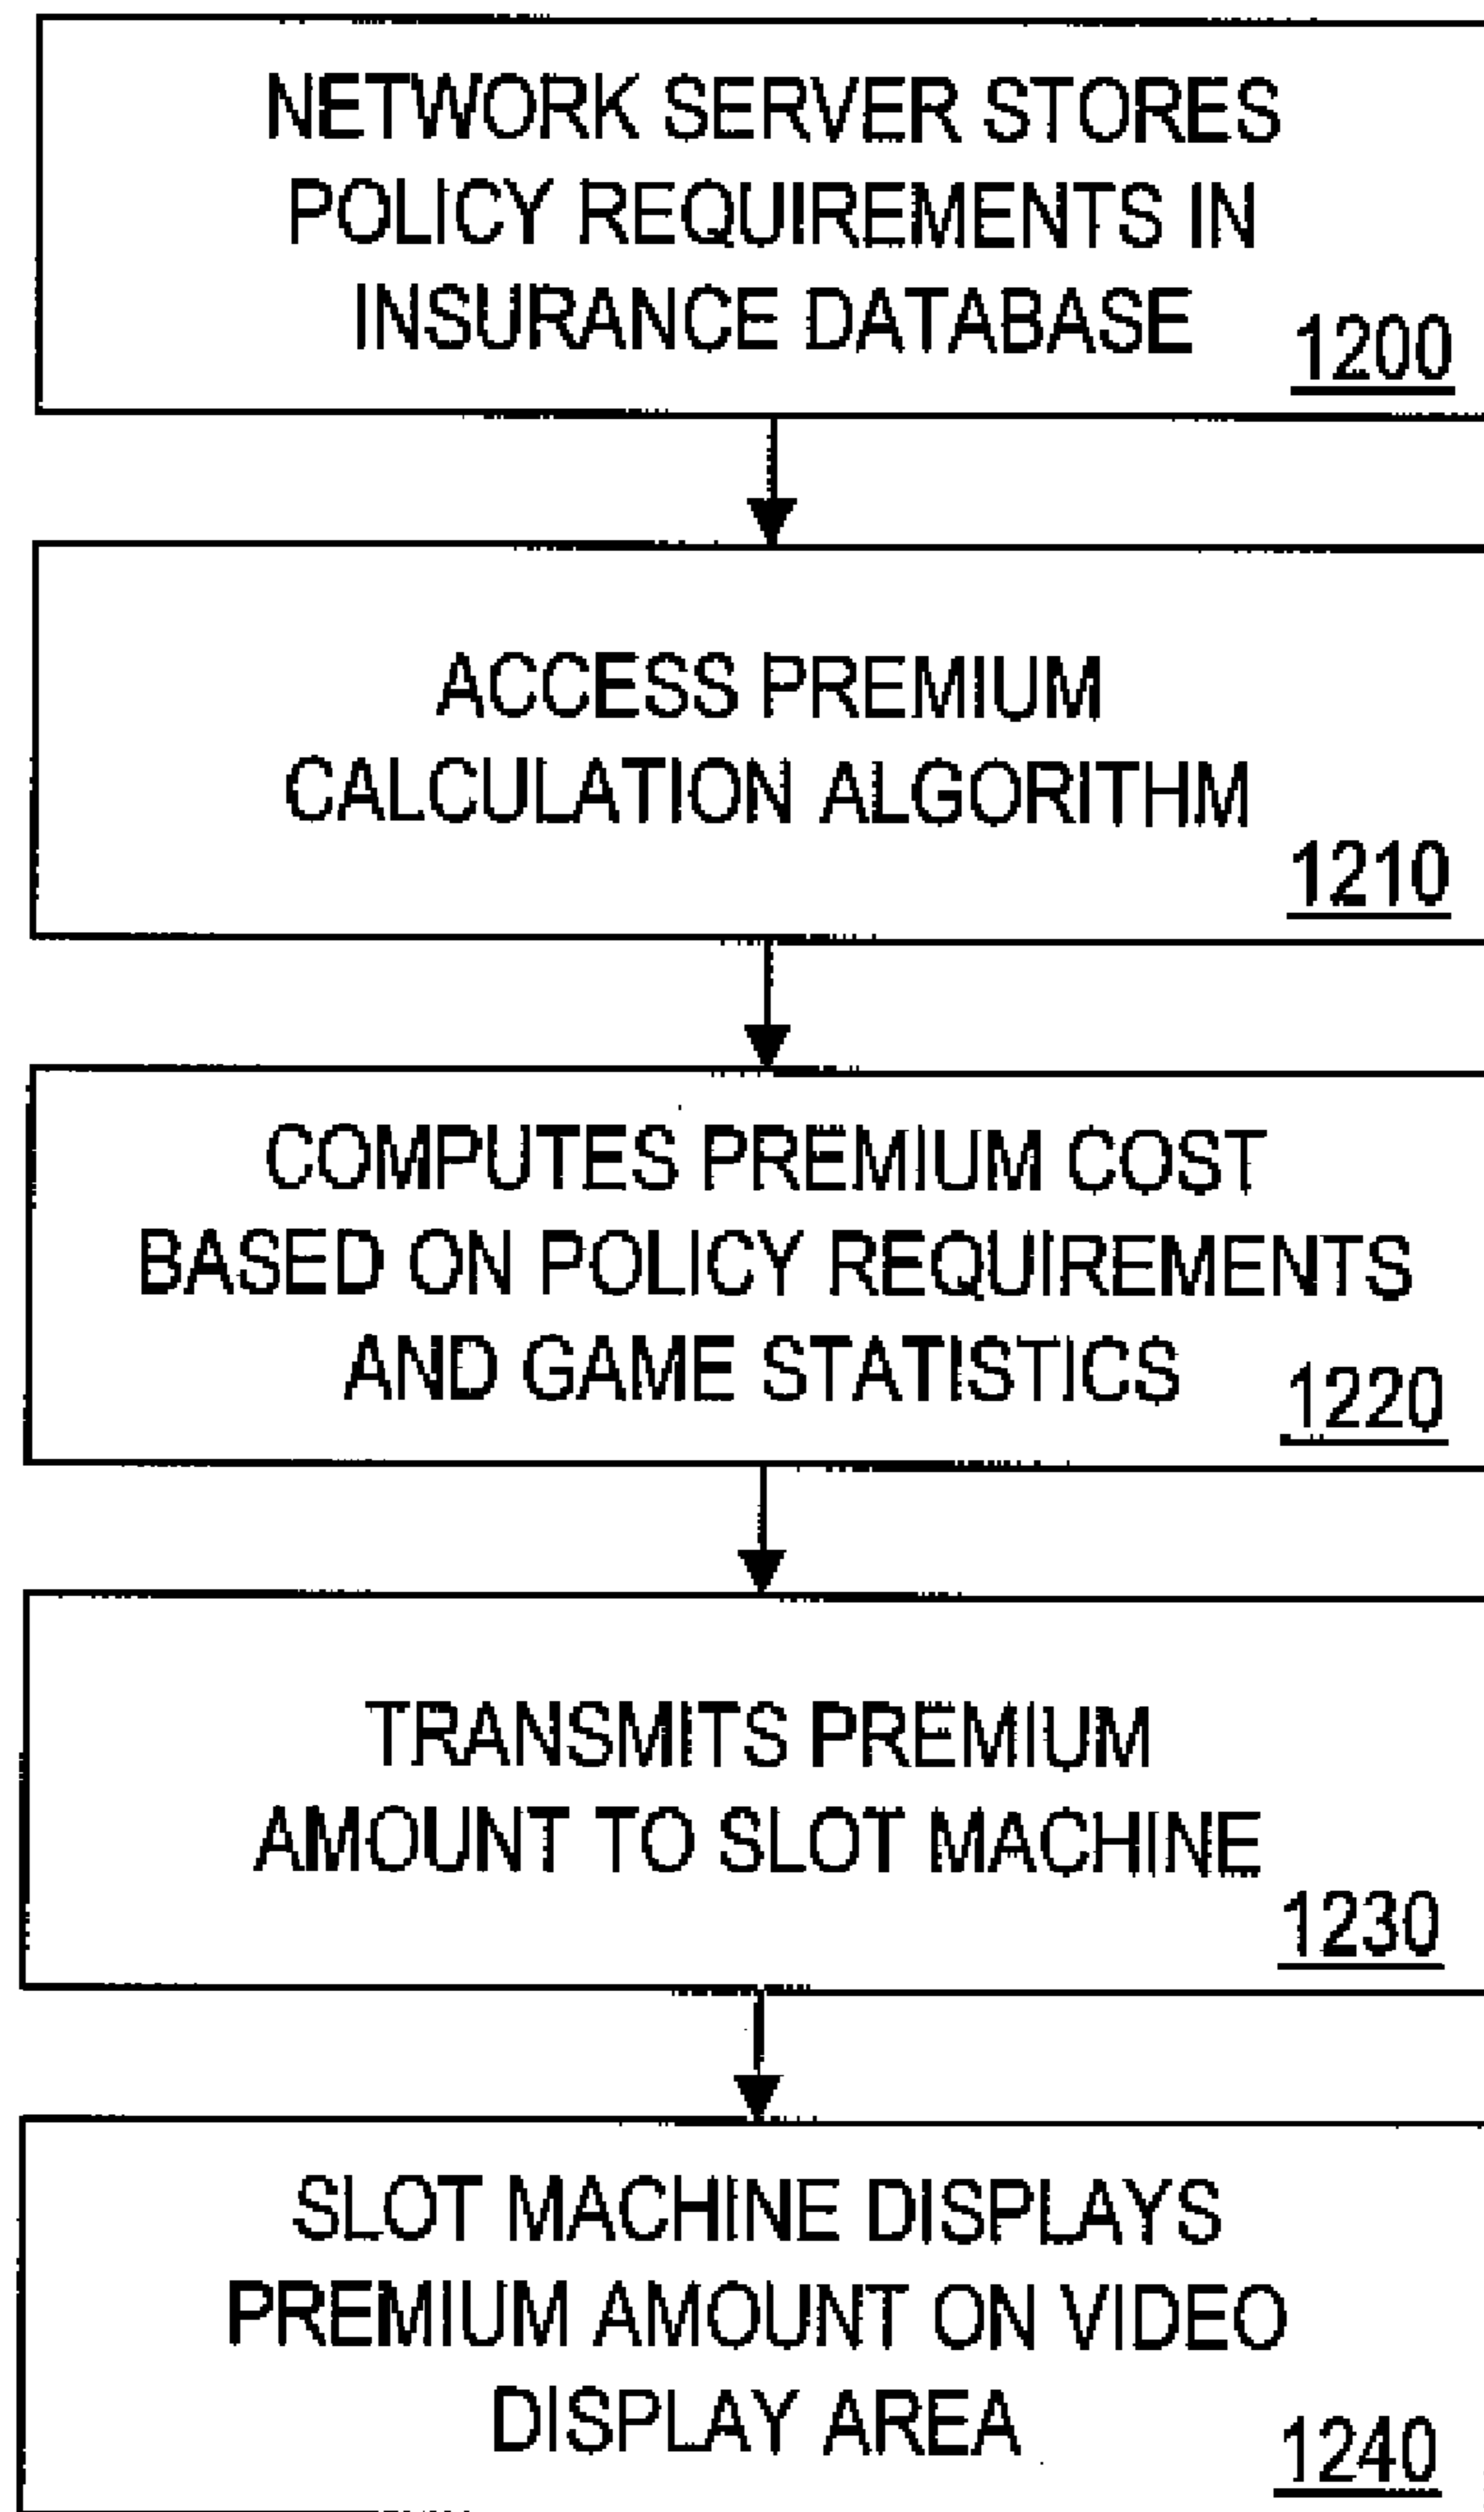 NETWORK SERVER STORES
POLICY REQUIREMENTS IN
INSURANCE DATABASE
1200
ACCESS PREMIUM
CALCULATION ALGORITHM
1210
COMPUTES PREMIUM COST
BASED ON POLICY REQUIREMENTS
AND GAME STATISTICS
1220
TRANSMITS PREMIUM
AMOUNT TO SLOT MACHINE
1230
SLOT MACHINE DISPLAYS
PREMIUM AMOUNT ON VIDEO
DISPLAY AREA
1240